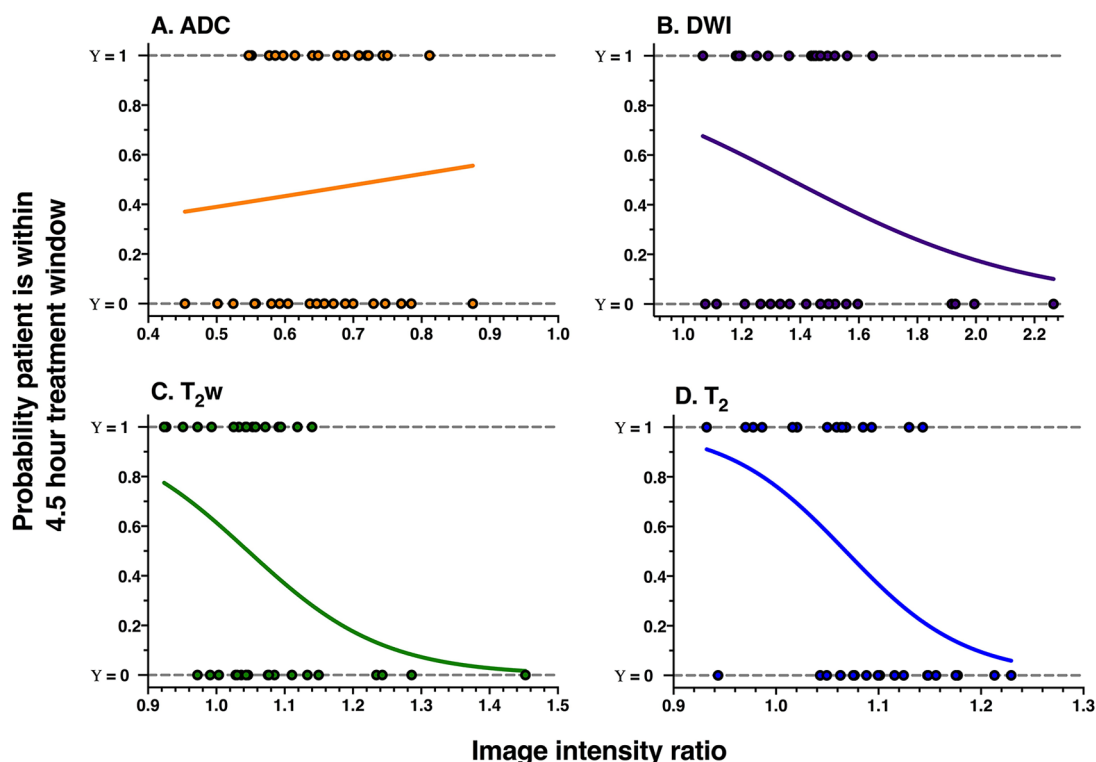 A. ADC
B. DWI
Y = 1
0.8
0.6
0.4
0.2
Y = 0
0.4 0.5 0.6 0.7 0.8 0.9 1.0
Y = 1
0.8
0.6
0.4
0.2
Y = 0
1.0 1.2 1.4 1.6 1.8 2.0 2.2
Probability patient is within
4.5 hour treatment window
C. T2w
D. T2
Y = 1
0.8
0.6
0.4
0.2
Y = 0
0.9 1.0 1.1 1.2 1.3 1.4 1.5
Y = 1
0.8
0.6
0.4
0.2
Y = 0
0.9 1.0 1.1 1.2 1.3
Image intensity ratio